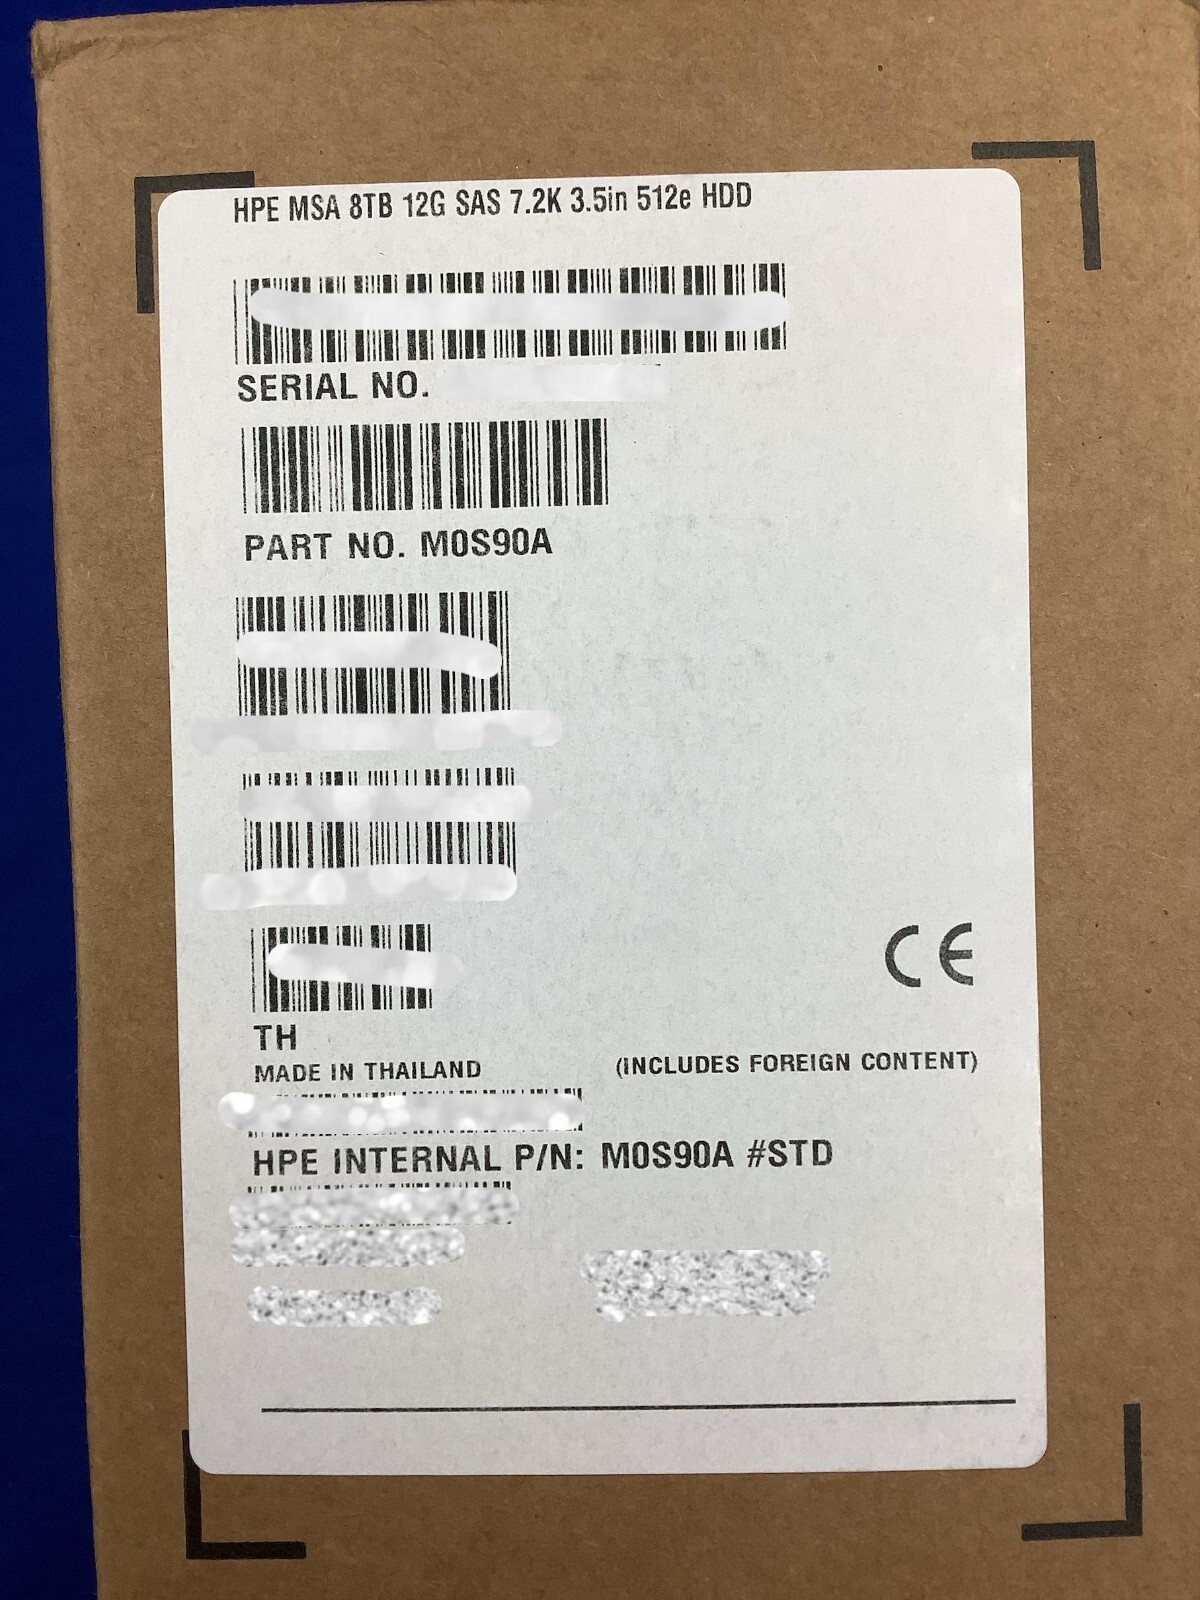 HPE MSA 8TB 12G SAS 7.2K 3.5in 512e HDD
SERIAL NO.
PART NO. M0S90A
CE
TH
MADE IN THAILAND (INCLUDES FOREIGN CONTENT)
HPE INTERNAL P/N: M0S90A #STD